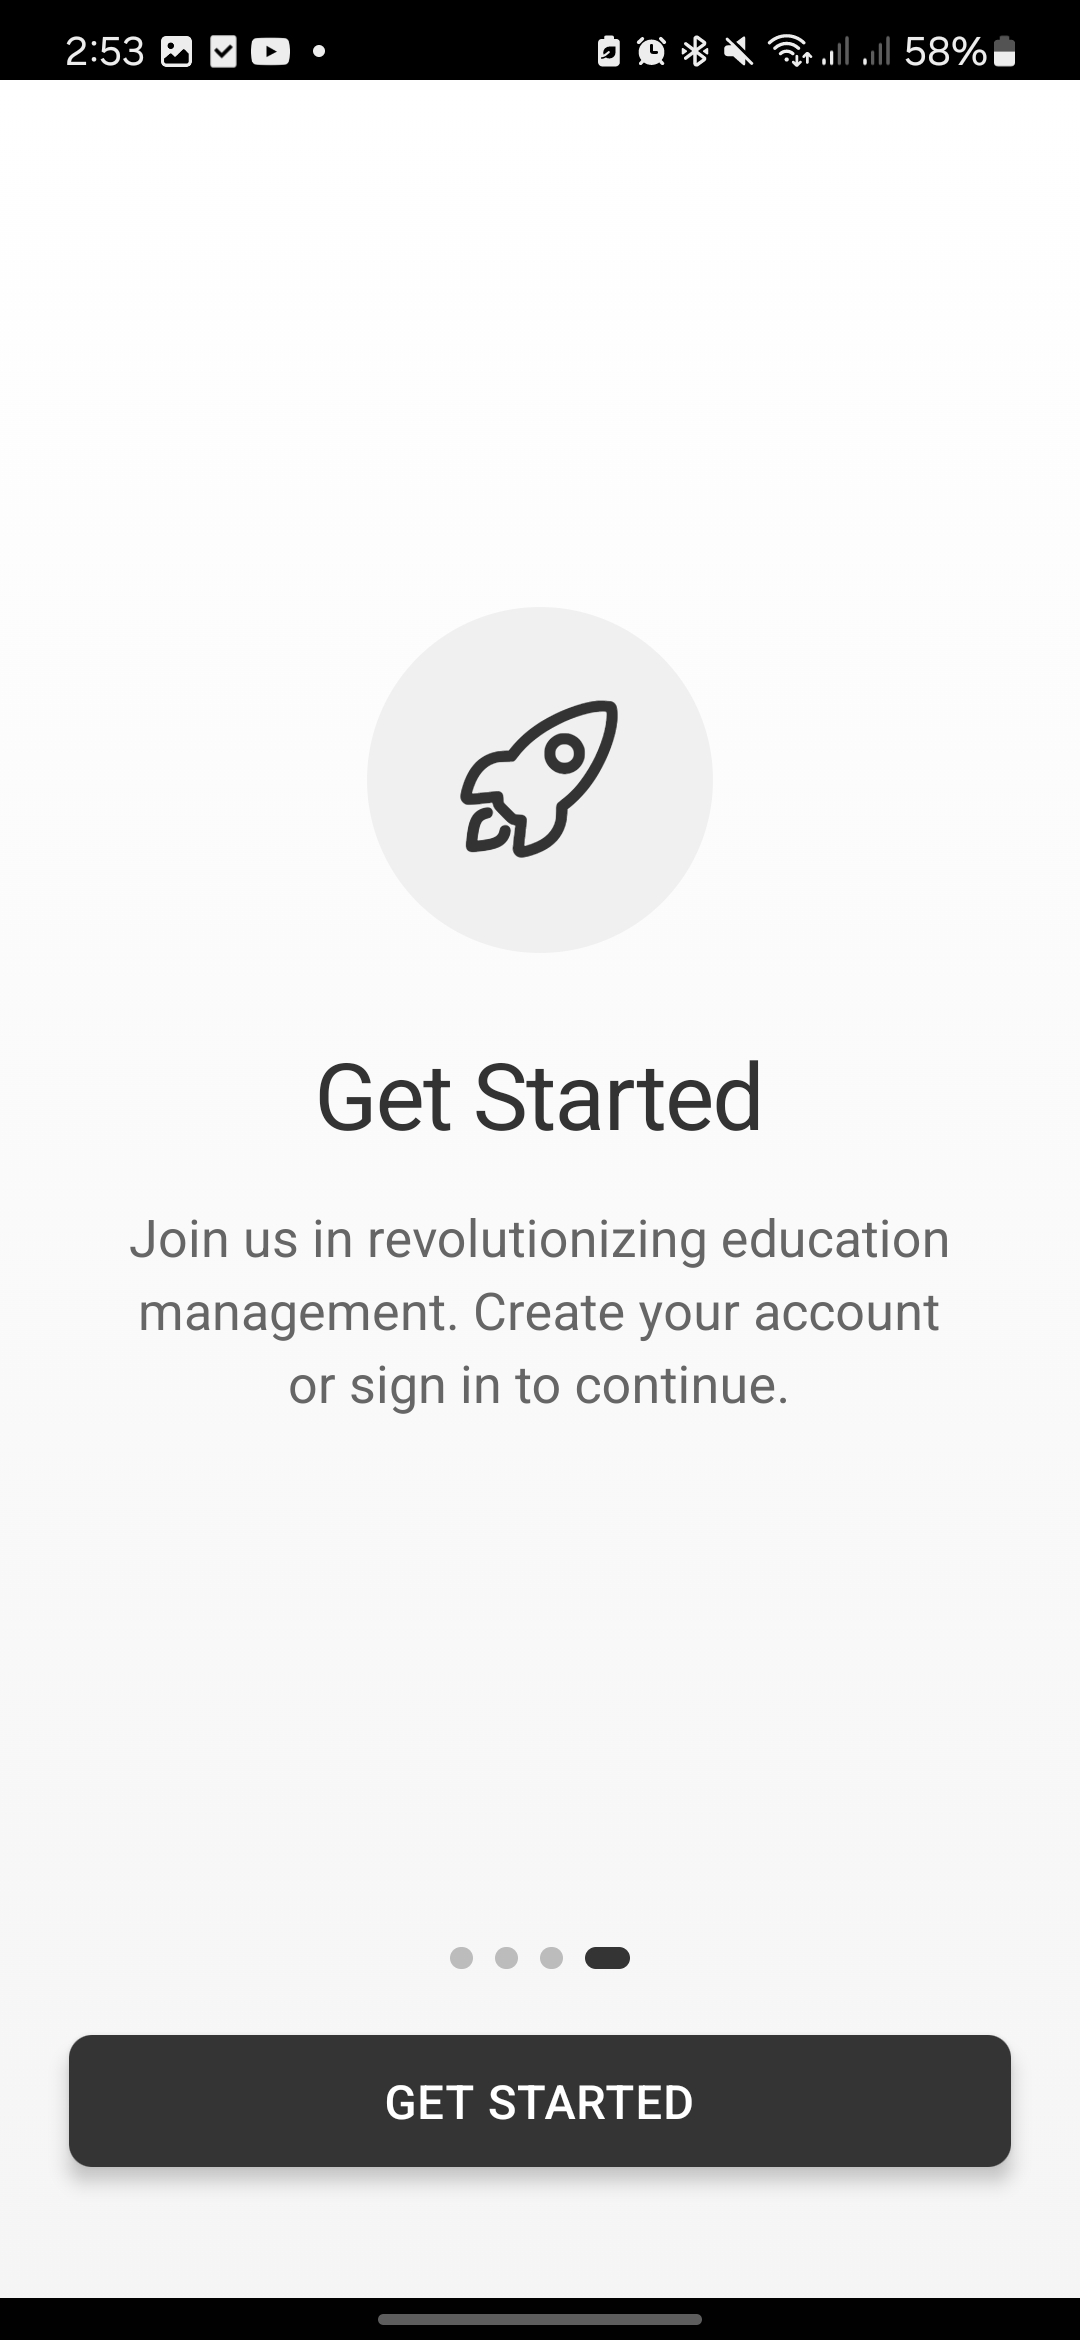 2:53 58%
Get Started
Join us in revolutionizing education
management. Create your account
or sign in to continue.
GET STARTED